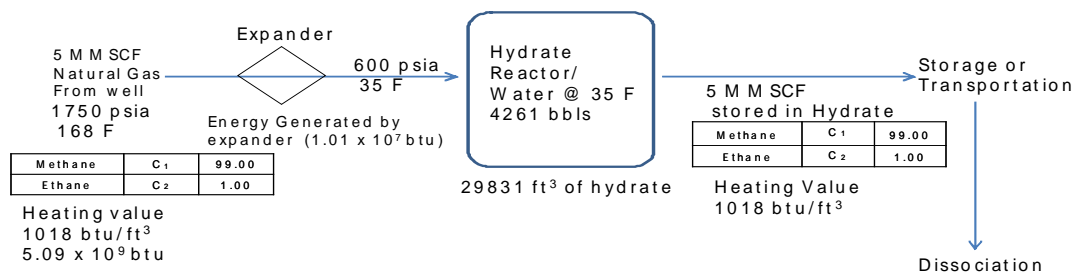 5 MMSCF
Natural Gas
From well
1750 psia
168 F
Methane C₁ 99.00
Ethane C₂ 1.00
Heating value
1018 btu/ft³
5.09 x 10⁹ btu
Expander
600 psia
35 F
Energy Generated by
expander (1.01 x 10⁷ btu)
Hydrate
Reactor/
Water @ 35 F
4261 bbls
29831 ft³ of hydrate
5 MMSCF
stored in Hydrate
Methane C₁ 99.00
Ethane C₂ 1.00
Heating Value
1018 btu/ft³
Storage or
Transportation
Dissociation